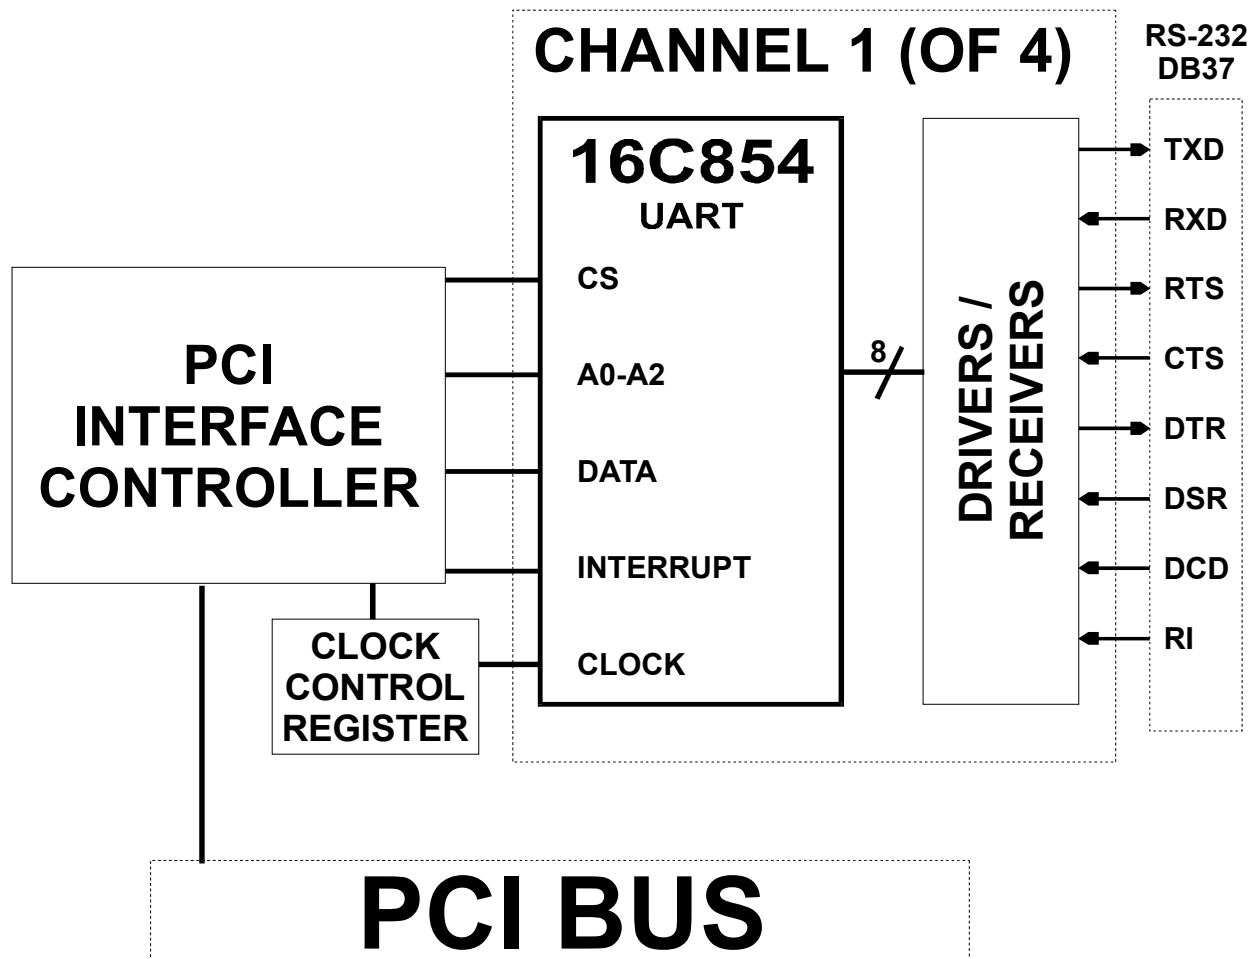 CHANNEL 1 (OF 4)
RS-232
DB37
16C854
UART
CS
A0-A2
DATA
INTERRUPT
CLOCK
PCI
INTERFACE
CONTROLLER
CLOCK
CONTROL
REGISTER
8
DRIVERS /
RECEIVERS
TXD
RXD
RTS
CTS
DTR
DSR
DCD
RI
PCI BUS